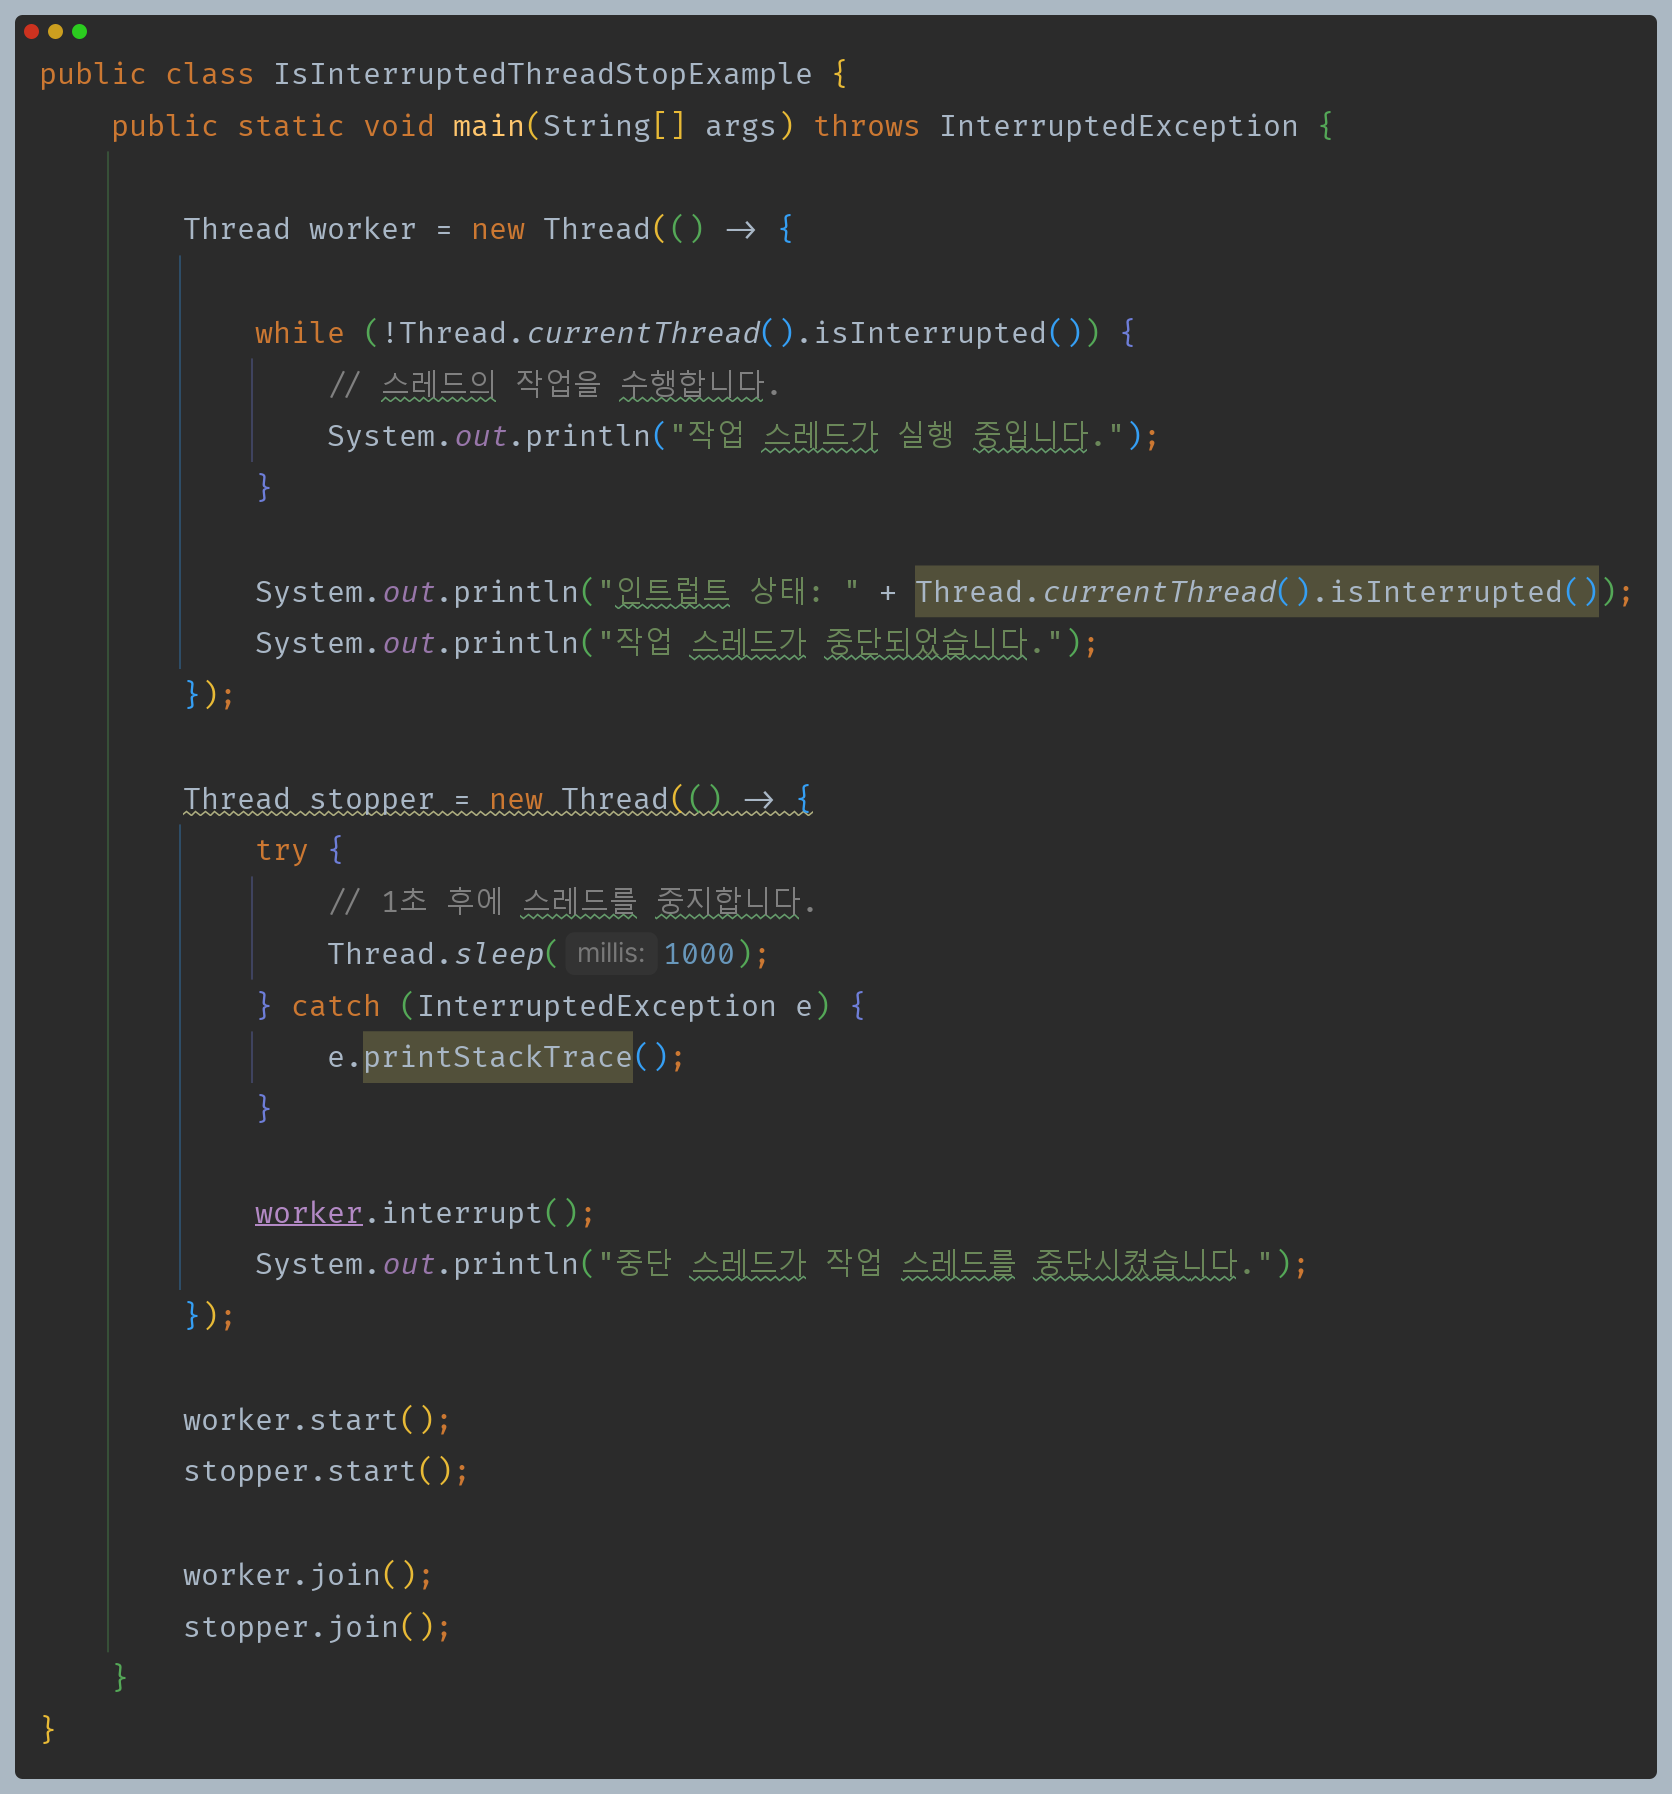 public class IsInterruptedThreadStopExample {
    public static void main(String[] args) throws InterruptedException {

        Thread worker = new Thread(() -> {

            while (!Thread.currentThread().isInterrupted()) {
                // 스레드의 작업을 수행합니다.
                System.out.println("작업 스레드가 실행 중입니다.");
            }

            System.out.println("인트럽트 상태: " + Thread.currentThread().isInterrupted());
            System.out.println("작업 스레드가 중단되었습니다.");
        });

        Thread stopper = new Thread(() -> {
            try {
                // 1초 후에 스레드를 중지합니다.
                Thread.sleep( millis: 1000);
            } catch (InterruptedException e) {
                e.printStackTrace();
            }

            worker.interrupt();
            System.out.println("중단 스레드가 작업 스레드를 중단시켰습니다.");
        });

        worker.start();
        stopper.start();

        worker.join();
        stopper.join();
    }
}